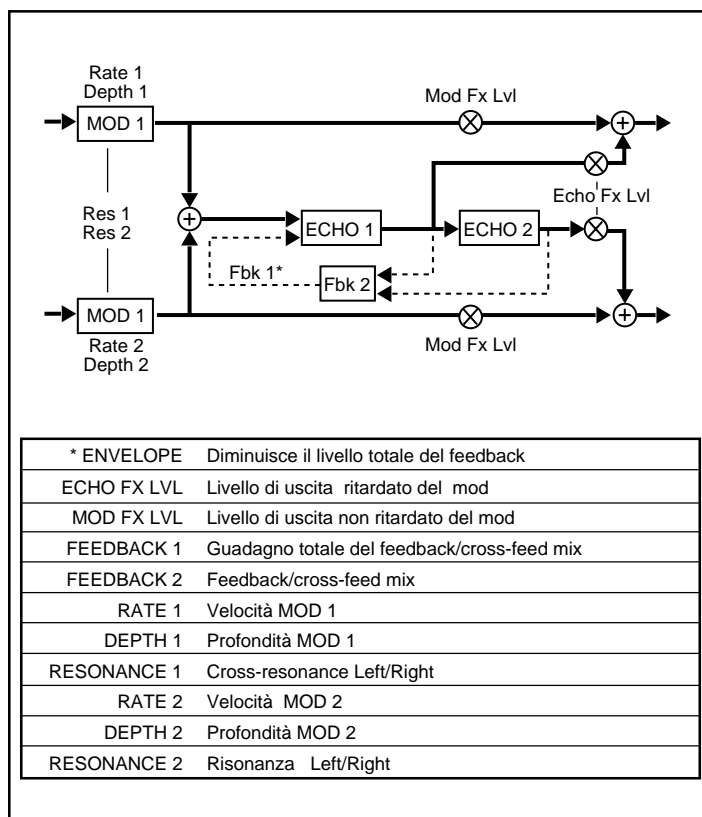 Rate 1
Depth 1
Mod Fx Lvl
MOD 1
+
Echo Fx Lvl
Res 1
Res 2
+
ECHO 1
ECHO 2
Fbk 1*
Fbk 2
MOD 1
+
Rate 2
Depth 2
Mod Fx Lvl
* ENVELOPE Diminuisce il livello totale del feedback
ECHO FX LVL Livello di uscita ritardato del mod
MOD FX LVL Livello di uscita non ritardato del mod
FEEDBACK 1 Guadagno totale del feedback/cross-feed mix
FEEDBACK 2 Feedback/cross-feed mix
RATE 1 Velocità MOD 1
DEPTH 1 Profondità MOD 1
RESONANCE 1 Cross-resonance Left/Right
RATE 2 Velocità MOD 2
DEPTH 2 Profondità MOD 2
RESONANCE 2 Risonanza Left/Right